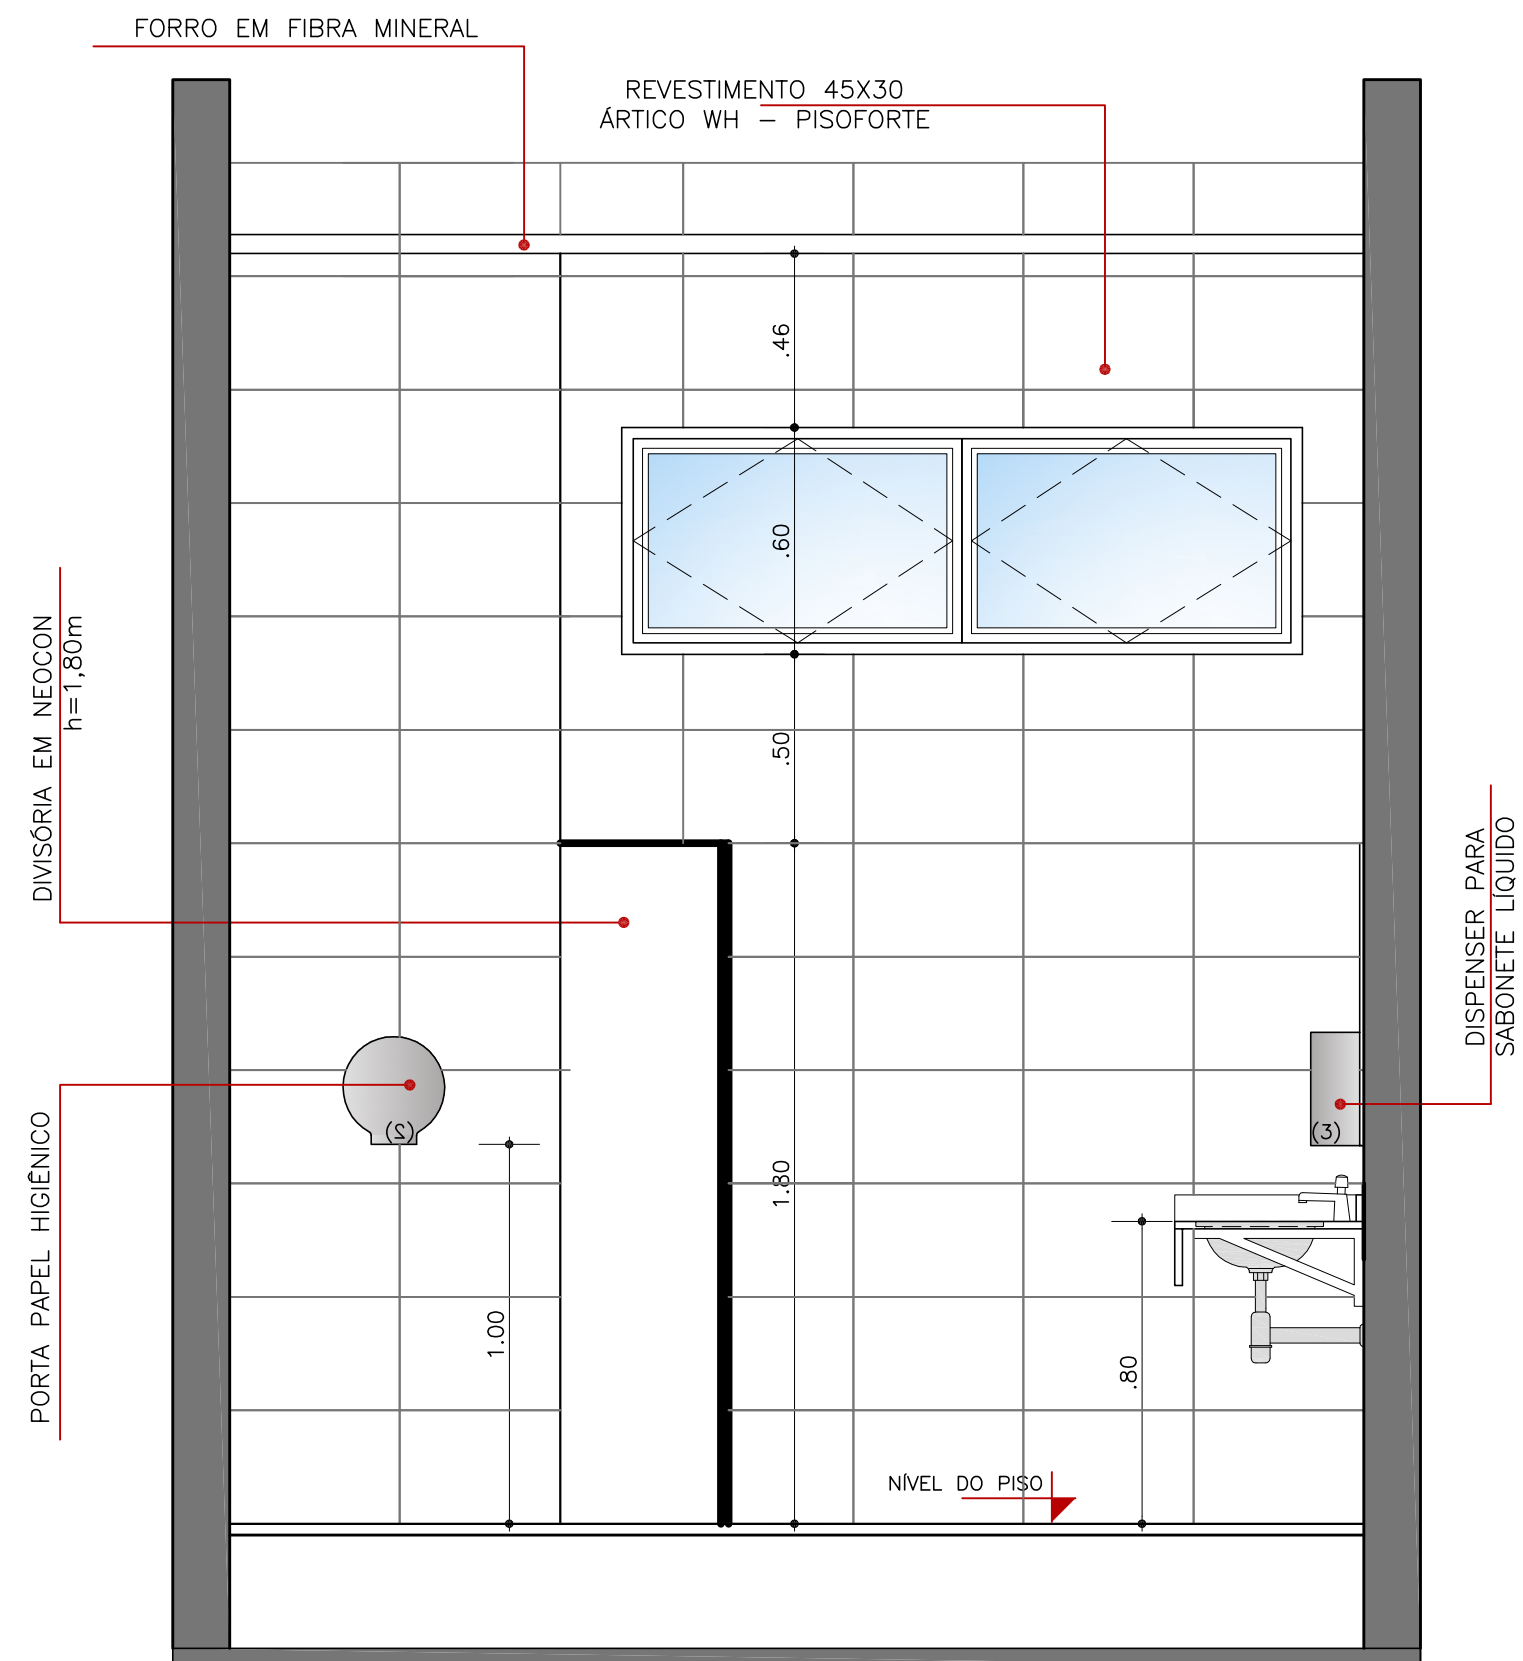 FORRO EM FIBRA MINERAL
REVESTIMENTO 45X30
ÁRTICO WH - PISOFORTE
.46
.60
.50
1.80
DIVISÓRIA EM NEOCON
h=1,80m
DISPENSER PARA
SABONETE LÍQUIDO
PORTA PAPEL HIGIÊNICO
(2)
(3)
1.00
.80
NÍVEL DO PISO